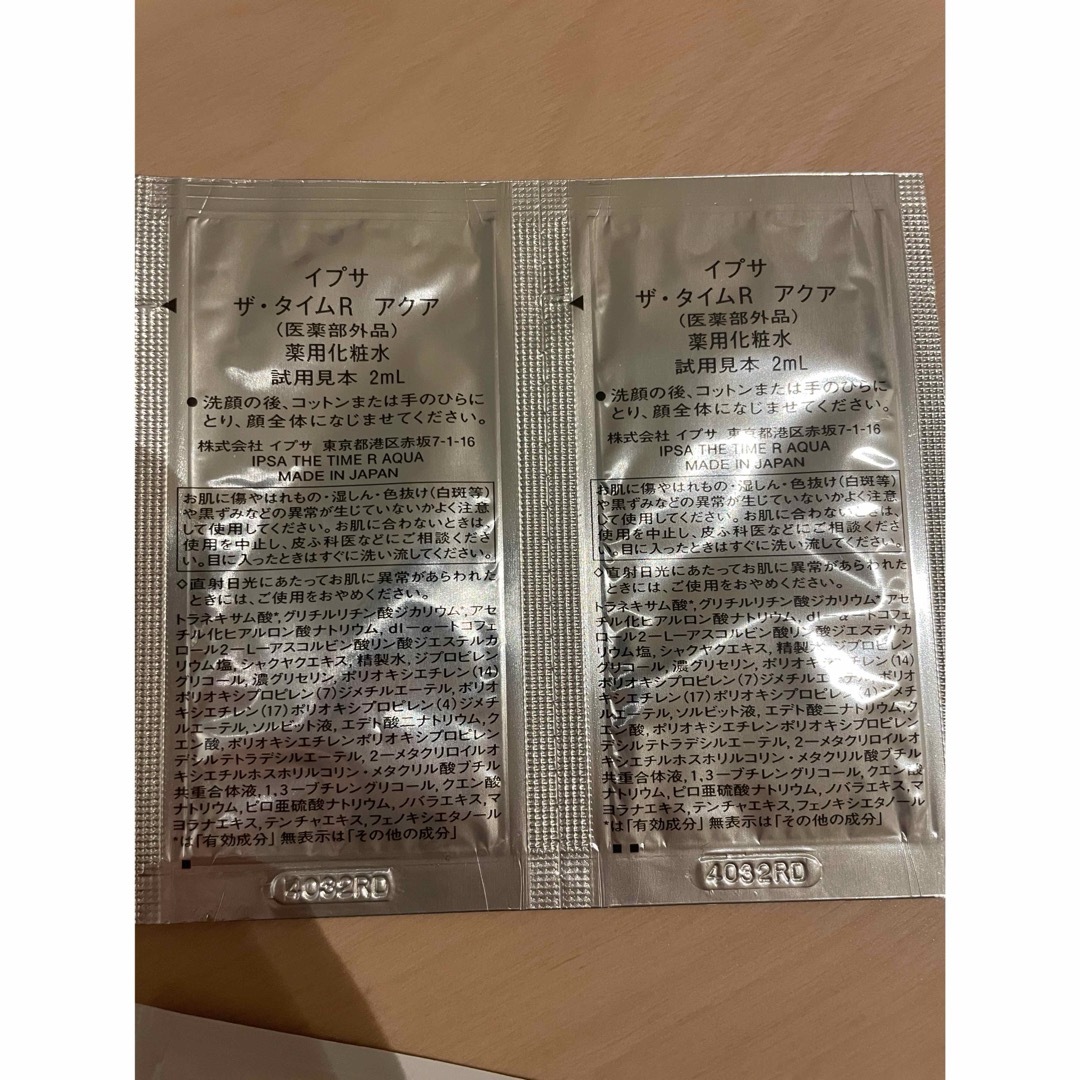 イプサ
ザ・タイムR アクア
（医薬部外品）
薬用化粧水
試用見本 2mL
●洗顔の後、コットンまたは手のひらに
とり、顔全体になじませてください。
株式会社 イプサ 東京都港区赤坂7-1-16
IPSA THE TIME R AQUA
MADE IN JAPAN
お肌に傷やはれもの・湿しん・色抜け（白斑等）
や黒ずみなどの異常が生じていないかよく注意
して使用してください。お肌に合わないときは、
使用を中止し、皮ふ科医などにご相談くださ
い。目に入ったときはすぐに洗い流してください。
◇直射日光にあたってお肌に異常があらわれた
ときには、ご使用をおやめください。
トラネキサム酸*, グリチルリチン酸ジカリウム*, アセ
チル化ヒアルロン酸ナトリウム, dl－α－トコフェ
ロール2－L－アスコルビン酸リン酸ジエステルカ
リウム塩, シャクヤクエキス, 精製水, ジプロピレン
グリコール, 濃グリセリン, ポリオキシエチレン（14）
ポリオキシプロピレン（7）ジメチルエーテル, ポリオ
キシエチレン（17）ポリオキシプロピレン（4）ジメチ
ルエーテル, ソルビット液, エデト酸二ナトリウム, ク
エン酸, ポリオキシエチレンポリオキシプロピレン
デシルテトラデシルエーテル, 2－メタクリロイルオ
キシエチルホスホリルコリン・メタクリル酸ブチル
共重合体液, 1,3－ブチレングリコール, クエン酸
ナトリウム, ピロ亜硫酸ナトリウム, ノバラエキス, マ
ヨラナエキス, テンチャエキス, フェノキシエタノール
*は「有効成分」 無表示は「その他の成分」
4032RD
イプサ
ザ・タイムR アクア
（医薬部外品）
薬用化粧水
試用見本 2mL
●洗顔の後、コットンまたは手のひらに
とり、顔全体になじませてください。
株式会社 イプサ 東京都港区赤坂7-1-16
IPSA THE TIME R AQUA
MADE IN JAPAN
お肌に傷やはれもの・湿しん・色抜け（白斑等）
や黒ずみなどの異常が生じていないかよく注意
して使用してください。お肌に合わないときは、
使用を中止し、皮ふ科医などにご相談くださ
い。目に入ったときはすぐに洗い流してください。
◇直射日光にあたってお肌に異常があらわれた
ときには、ご使用をおやめください。
トラネキサム酸*, グリチルリチン酸ジカリウム*, アセ
チル化ヒアルロン酸ナトリウム, dl－α－トコフェ
ロール2－L－アスコルビン酸リン酸ジエステルカ
リウム塩, シャクヤクエキス, 精製水, ジプロピレン
グリコール, 濃グリセリン, ポリオキシエチレン（14）
ポリオキシプロピレン（7）ジメチルエーテル, ポリオ
キシエチレン（17）ポリオキシプロピレン（4）ジメチ
ルエーテル, ソルビット液, エデト酸二ナトリウム, ク
エン酸, ポリオキシエチレンポリオキシプロピレン
デシルテトラデシルエーテル, 2－メタクリロイルオ
キシエチルホスホリルコリン・メタクリル酸ブチル
共重合体液, 1,3－ブチレングリコール, クエン酸
ナトリウム, ピロ亜硫酸ナトリウム, ノバラエキス, マ
ヨラナエキス, テンチャエキス, フェノキシエタノール
*は「有効成分」 無表示は「その他の成分」
4032RD